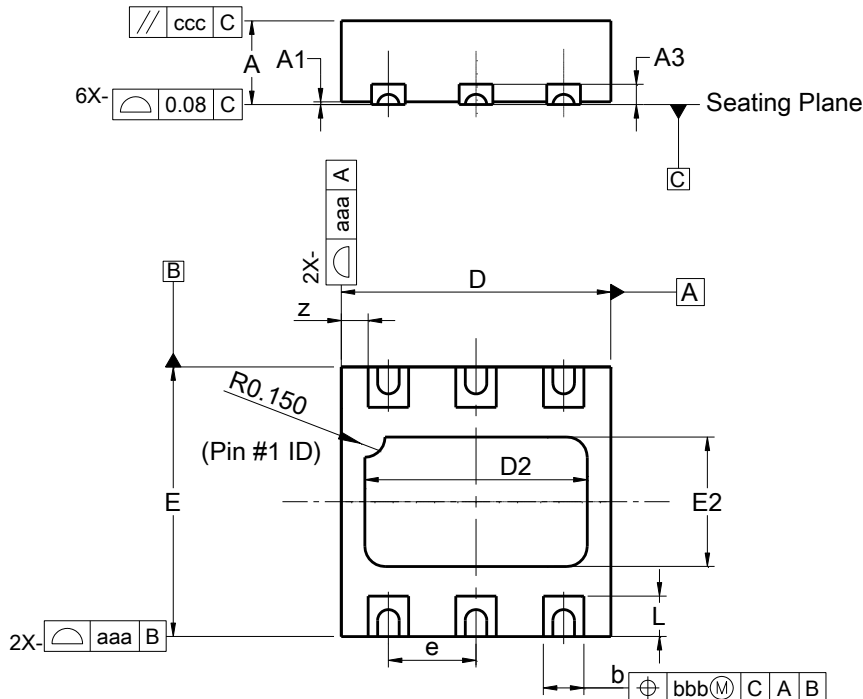 // ccc C
A
A1
A3
6X- ⌓ 0.08 C
Seating Plane
C
2X- ⌓ aaa A
B
D
A
z
R0.150
(Pin #1 ID)
D2
E
E2
L
2X- ⌓ aaa B
e
b
⌖ bbbⓂ C A B